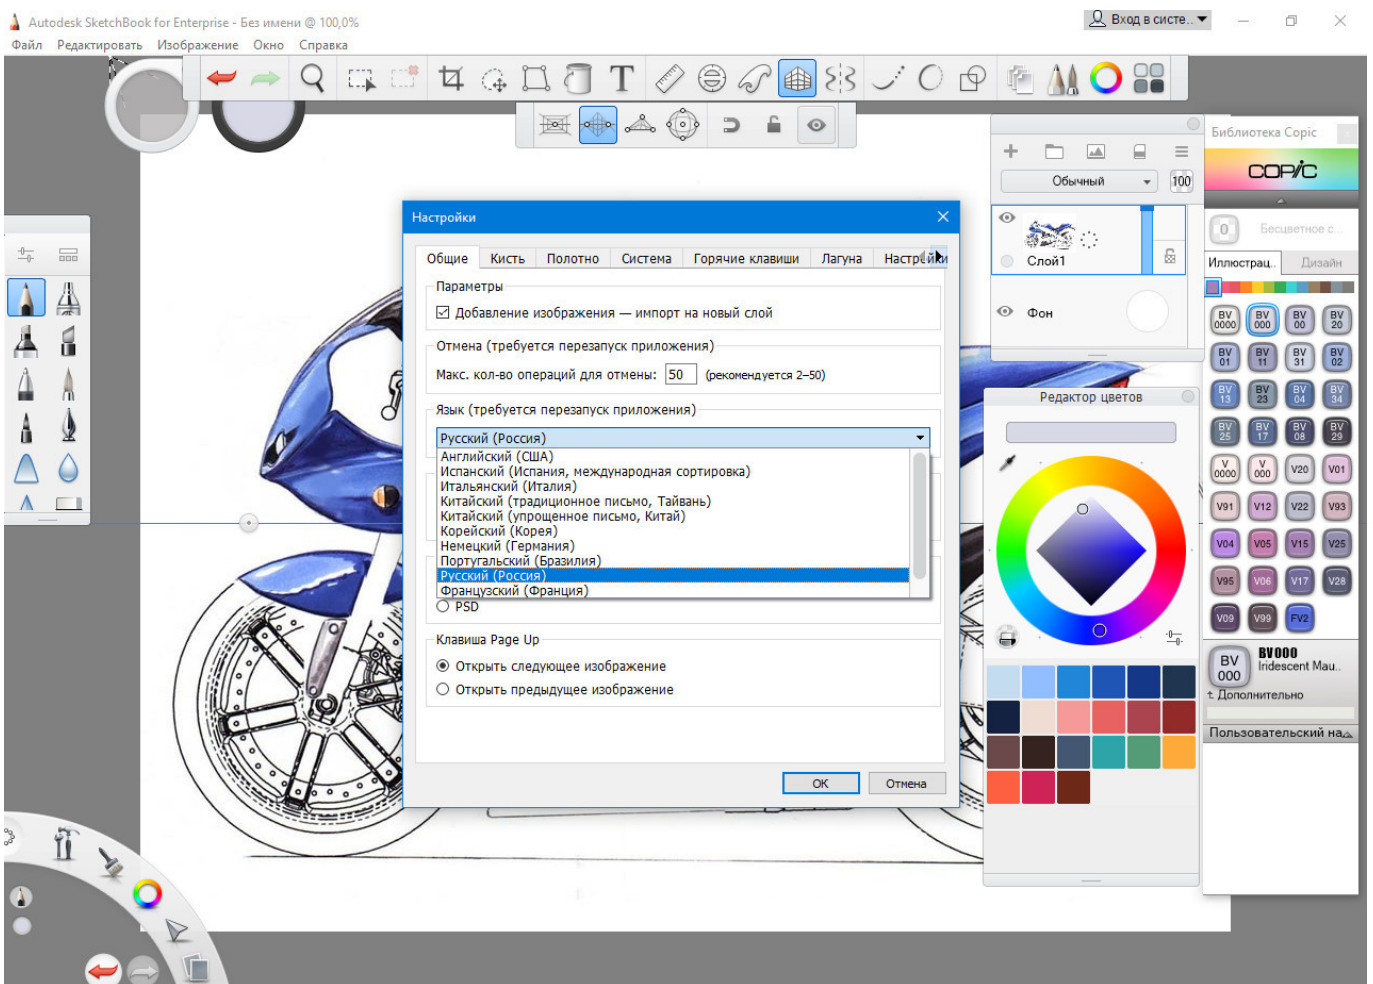 Autodesk SketchBook for Enterprise - Без имени @ 100,0%
Вход в систе..
Файл Редактировать Изображение Окно Справка
T
Библиотека Copic
COPIC
Обычный
100
0
Бесцветное с...
Слой1
Иллюстрац..
Дизайн
Фон
Настройки
Общие
Кисть
Полотно
Система
Горячие клавиши
Лагуна
Настройки
Параметры
Добавление изображения — импорт на новый слой
Отмена (требуется перезапуск приложения)
Макс. кол-во операций для отмены: 50 (рекомендуется 2–50)
Язык (требуется перезапуск приложения)
Русский (Россия)
Английский (США)
Испанский (Испания, международная сортировка)
Итальянский (Италия)
Китайский (традиционное письмо, Тайвань)
Китайский (упрощенное письмо, Китай)
Корейский (Корея)
Немецкий (Германия)
Португальский (Бразилия)
Русский (Россия)
Французский (Франция)
PSD
Клавиша Page Up
Открыть следующее изображение
Открыть предыдущее изображение
OK
Отмена
Редактор цветов
BV 0000
BV 000
BV 00
BV 20
BV 01
BV 11
BV 31
BV 02
BV 13
BV 23
BV 04
BV 34
BV 25
BV 17
BV 08
BV 29
V 0000
V 000
V20
V01
V91
V12
V22
V93
V04
V05
V15
V25
V95
V06
V17
V28
V09
V99
FV2
BV 000
BV000
Iridescent Mau..
Дополнительно
Пользовательский на